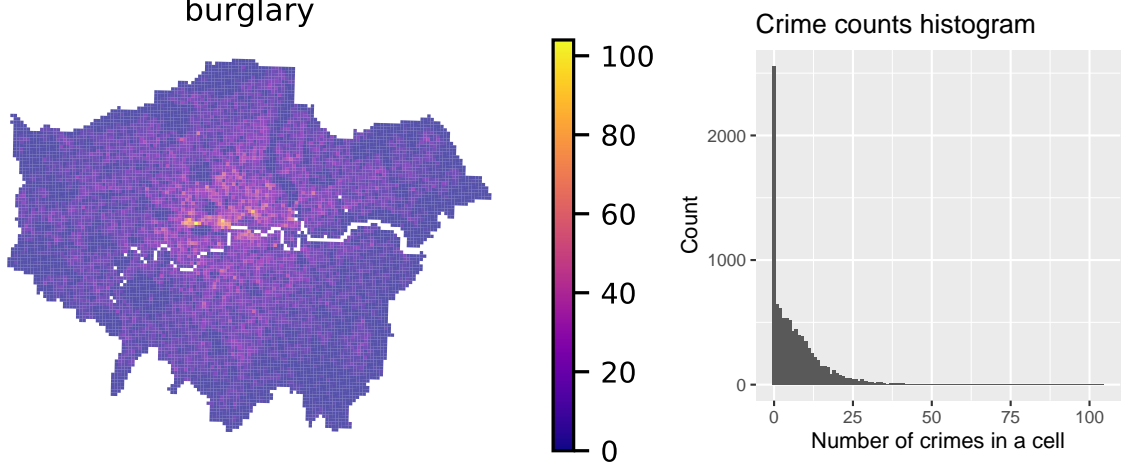 burglary
100
80
60
40
20
0
Crime counts histogram
2000
1000
0
Count
0 25 50 75 100
Number of crimes in a cell